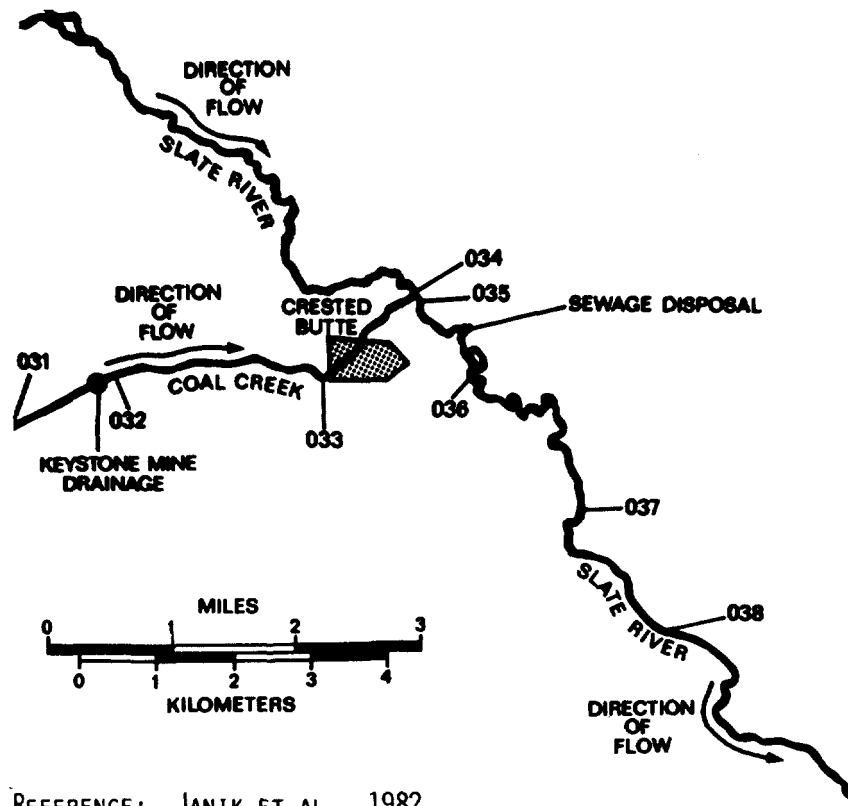 DIRECTION
OF
FLOW
SLATE RIVER
034
035
SEWAGE DISPOSAL
CRESTED
BUTTE
DIRECTION
OF
FLOW
031
COAL CREEK
032
033
036
KEYSTONE MINE
DRAINAGE
037
SLATE RIVER
038
MILES
0 1 2 3
0 1 2 3 4
KILOMETERS
DIRECTION
OF
FLOW
REFERENCE: JANIK ET AL 1982